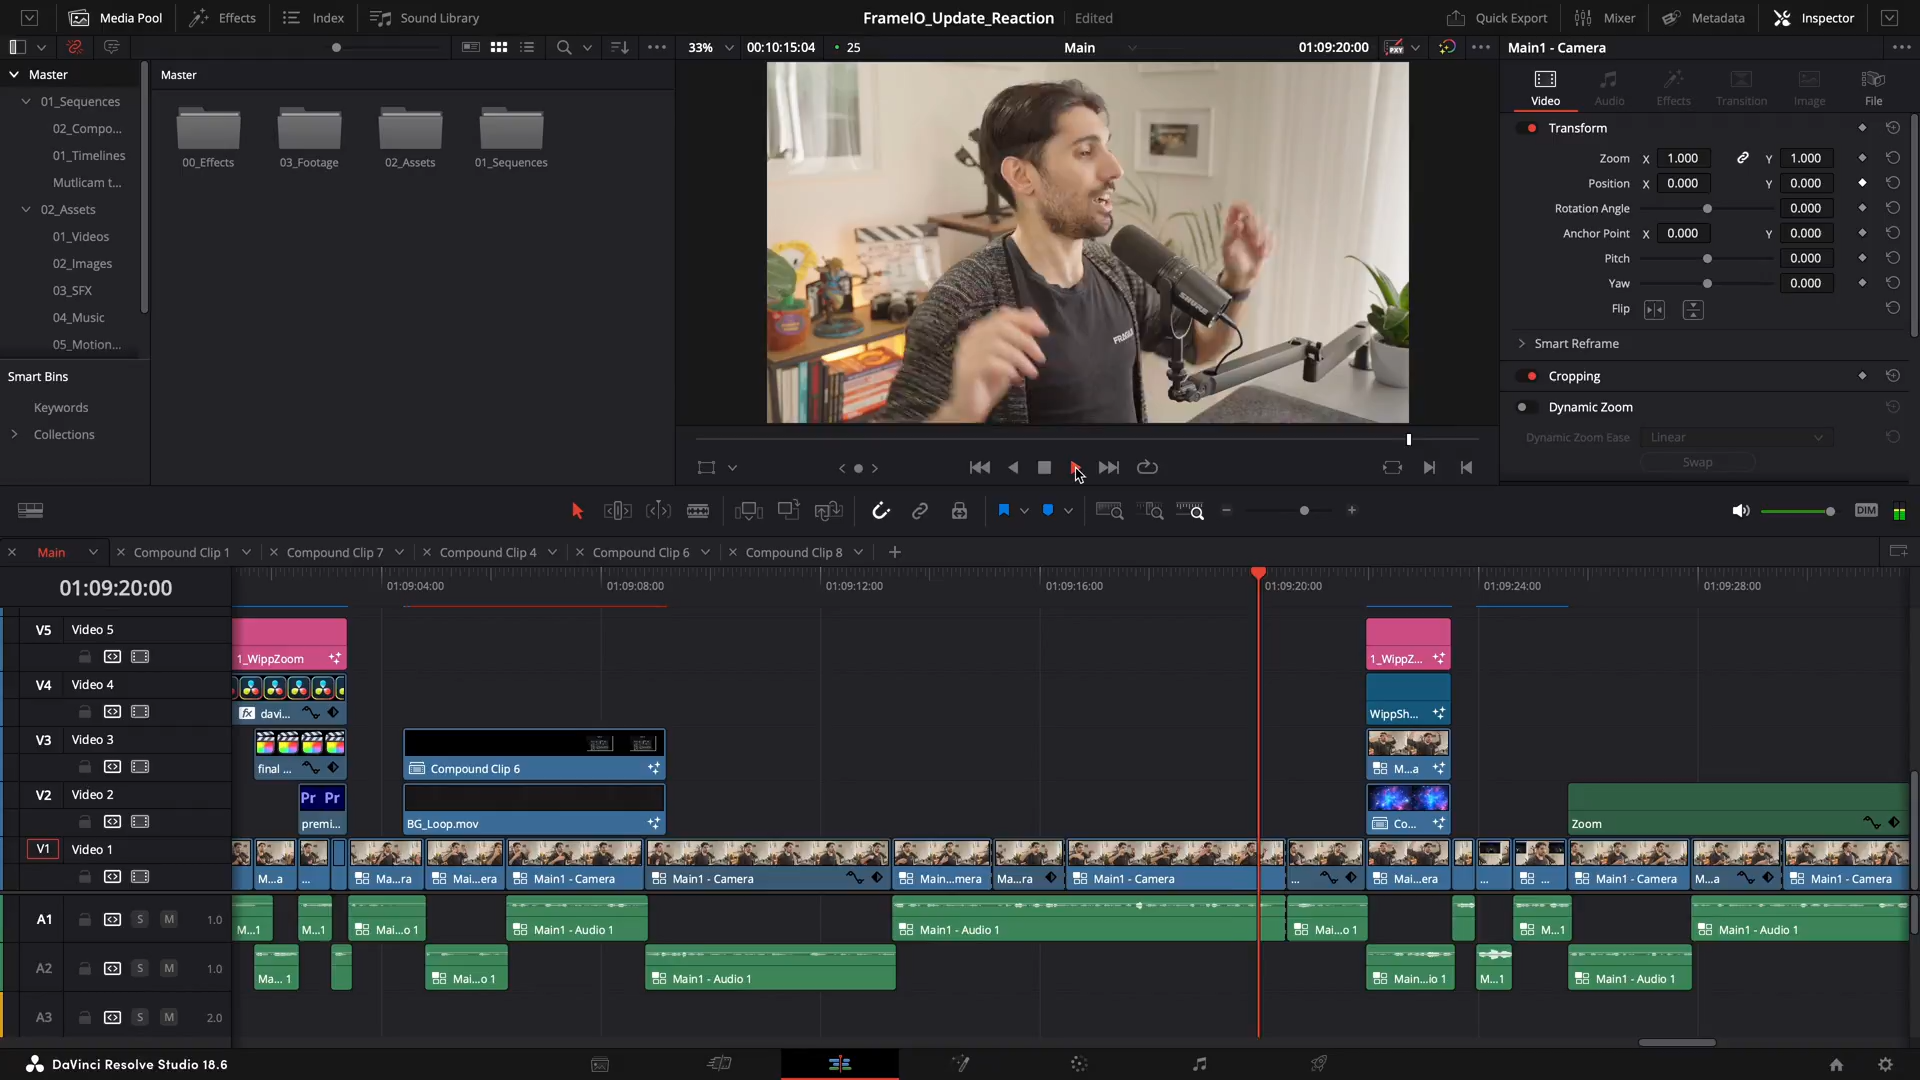 Media Pool
Effects
Index
Sound Library
FrameIO_Update_Reaction
Edited
Quick Export
Mixer
Metadata
Inspector
33%
00:10:15:04
25
Main
01:09:20:00
Main1 - Camera
Master
01_Sequences
02_Compo...
01_Timelines
Mutlicam t...
02_Assets
01_Videos
02_Images
03_SFX
04_Music
05_Motion...
Smart Bins
Keywords
Collections
Master
00_Effects
03_Footage
02_Assets
01_Sequences
SHURE
FRAGILE
Video
Audio
Effects
Transition
Image
File
Transform
Zoom X 1.000 Y 1.000
Position X 0.000 Y 0.000
Rotation Angle 0.000
Anchor Point X 0.000 Y 0.000
Pitch 0.000
Yaw 0.000
Flip
Smart Reframe
Cropping
Dynamic Zoom
Dynamic Zoom Ease Linear
Swap
DIM
Main
Compound Clip 1
Compound Clip 7
Compound Clip 4
Compound Clip 6
Compound Clip 8
01:09:20:00
01:09:04:00
01:09:08:00
01:09:12:00
01:09:16:00
01:09:20:00
01:09:24:00
01:09:28:00
V5 Video 5
1_WippZoom
1_WippZ...
V4 Video 4
fx davi...
WippSh...
V3 Video 3
final ...
Compound Clip 6
M...a
V2 Video 2
Pr Pr
premi...
BG_Loop.mov
Co...
Zoom
V1 Video 1
M...a
...
Ma...ra
Mai...era
Main1 - Camera
Main1 - Camera
Main...mera
Ma...ra
Main1 - Camera
...
Mai...era
...
...
Main1 - Camera
M...a
Main1 - Camera
A1 S M 1.0
M...1
M...1
Mai...o 1
Main1 - Audio 1
Main1 - Audio 1
Mai...o 1
M...1
Main1 - Audio 1
A2 S M 1.0
Ma... 1
Mai...o 1
Main1 - Audio 1
Main...io 1
M...1
Main1 - Audio 1
A3 S M 2.0
DaVinci Resolve Studio 18.6